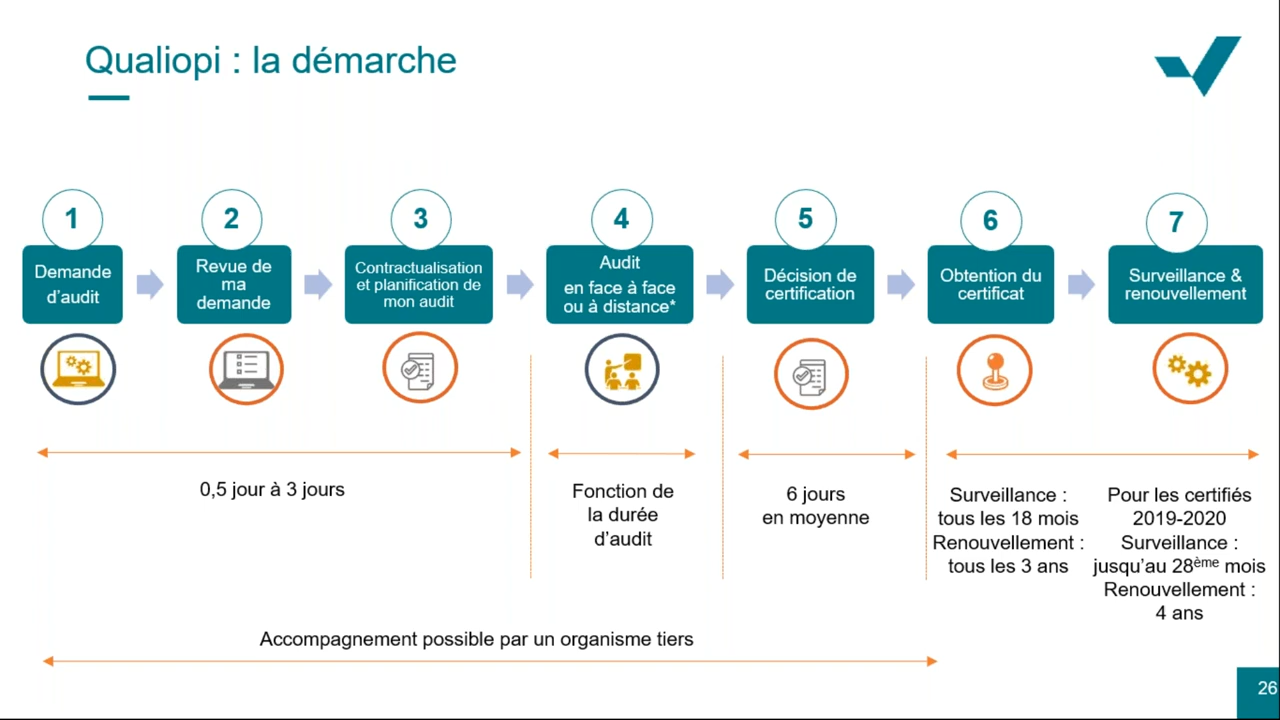 Qualiopi : la démarche
1
Demande
d'audit
2
Revue de
ma
demande
3
Contractualisation
et planification de
mon audit
4
Audit
en face à face
ou à distance*
5
Décision de
certification
6
Obtention du
certificat
7
Surveillance &
renouvellement
0,5 jour à 3 jours
Fonction de
la durée
d'audit
6 jours
en moyenne
Surveillance :
tous les 18 mois
Renouvellement :
tous les 3 ans
Pour les certifiés
2019-2020
Surveillance :
jusqu'au 28ème mois
Renouvellement :
4 ans
Accompagnement possible par un organisme tiers
26